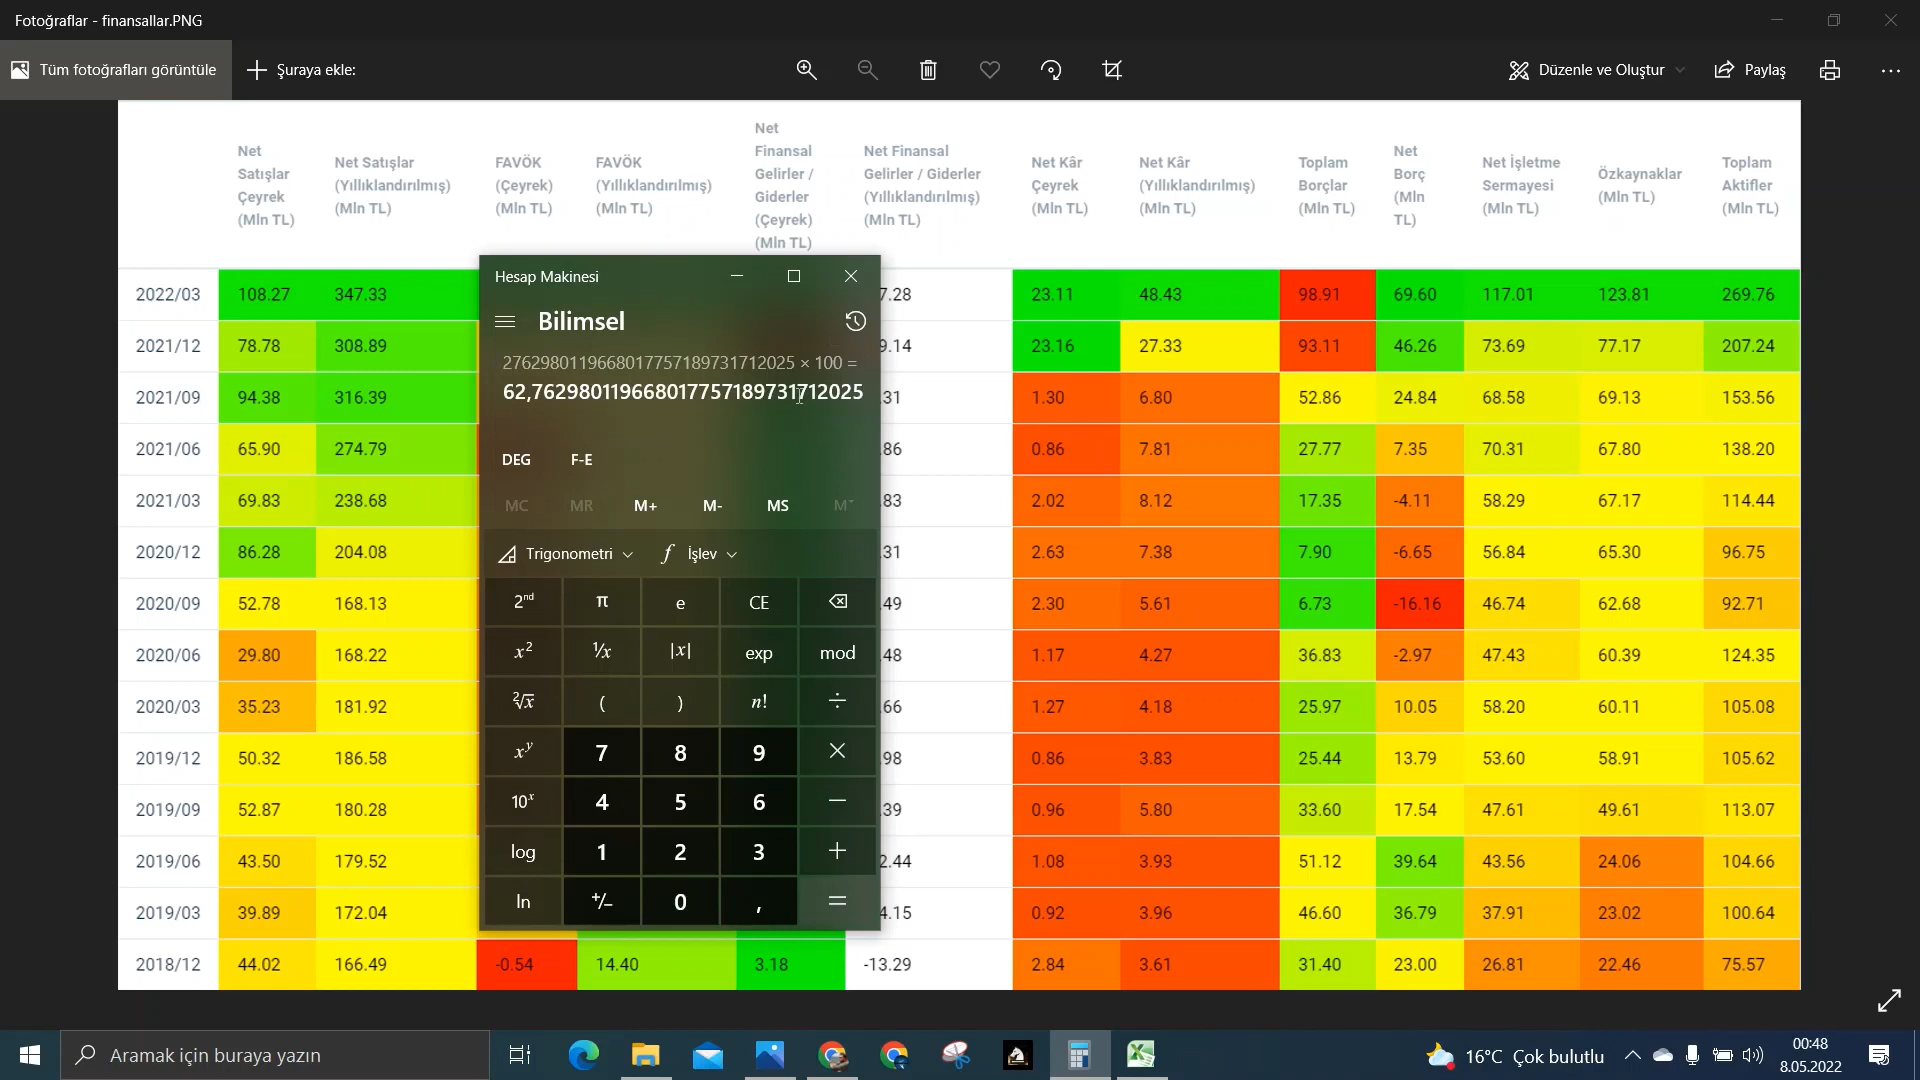 Fotoğraflar - finansallar.PNG
Tüm fotoğrafları görüntüle
Şuraya ekle:
Düzenle ve Oluştur
Paylaş
Net Satışlar Çeyrek (Mln TL)
Net Satışlar (Yıllıklandırılmış) (Mln TL)
FAVÖK (Çeyrek) (Mln TL)
FAVÖK (Yıllıklandırılmış) (Mln TL)
Net Finansal Gelirler / Giderler (Çeyrek) (Mln TL)
Net Finansal Gelirler / Giderler (Yıllıklandırılmış) (Mln TL)
Net Kâr Çeyrek (Mln TL)
Net Kâr (Yıllıklandırılmış) (Mln TL)
Toplam Borçlar (Mln TL)
Net Borç (Mln TL)
Net İşletme Sermayesi (Mln TL)
Özkaynaklar (Mln TL)
Toplam Aktifler (Mln TL)
2022/03 108.27 347.33 7.28 23.11 48.43 98.91 69.60 117.01 123.81 269.76
2021/12 78.78 308.89 9.14 23.16 27.33 93.11 46.26 73.69 77.17 207.24
2021/09 94.38 316.39 .31 1.30 6.80 52.86 24.84 68.58 69.13 153.56
2021/06 65.90 274.79 .86 0.86 7.81 27.77 7.35 70.31 67.80 138.20
2021/03 69.83 238.68 .83 2.02 8.12 17.35 -4.11 58.29 67.17 114.44
2020/12 86.28 204.08 .31 2.63 7.38 7.90 -6.65 56.84 65.30 96.75
2020/09 52.78 168.13 .49 2.30 5.61 6.73 -16.16 46.74 62.68 92.71
2020/06 29.80 168.22 .48 1.17 4.27 36.83 -2.97 47.43 60.39 124.35
2020/03 35.23 181.92 .66 1.27 4.18 25.97 10.05 58.20 60.11 105.08
2019/12 50.32 186.58 .98 0.86 3.83 25.44 13.79 53.60 58.91 105.62
2019/09 52.87 180.28 .39 0.96 5.80 33.60 17.54 47.61 49.61 113.07
2019/06 43.50 179.52 2.44 1.08 3.93 51.12 39.64 43.56 24.06 104.66
2019/03 39.89 172.04 4.15 0.92 3.96 46.60 36.79 37.91 23.02 100.64
2018/12 44.02 166.49 -0.54 14.40 3.18 -13.29 2.84 3.61 31.40 23.00 26.81 22.46 75.57
Hesap Makinesi
Bilimsel
2762980119668017757189731712025 × 100 =
62,762980119668017757189731712025
DEG F-E
MC MR M+ M- MS M˅
Trigonometri f İşlev
2nd π e CE
x² ¹⁄x |x| exp mod
²√x ( ) n! ÷
xʸ 7 8 9 ×
10ˣ 4 5 6 −
log 1 2 3 +
ln +/− 0 , =
Aramak için buraya yazın
16°C Çok bulutlu
00:48
8.05.2022